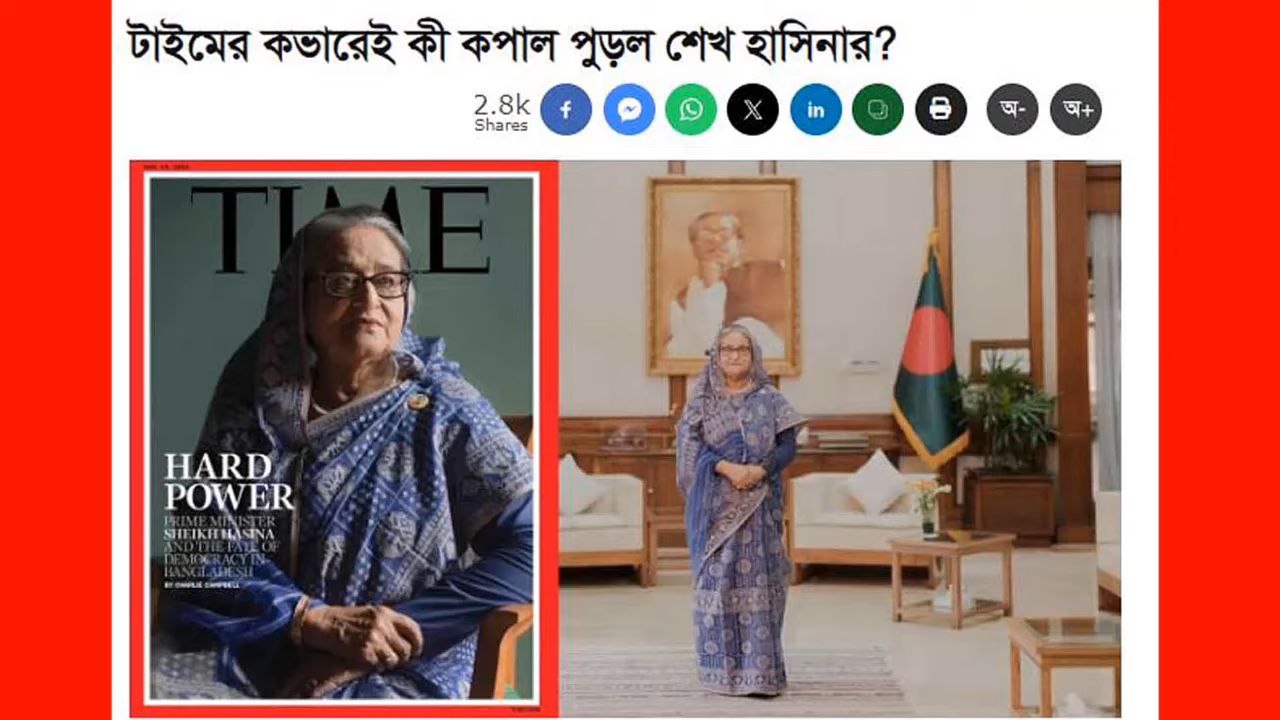 টাইমের কভারেই কী কপাল পুড়ল শেখ হাসিনার?
2.8k
Shares
অ-
অ+
TIME
HARD
POWER
PRIME MINISTER
SHEIKH HASINA
AND THE FATE OF
DEMOCRACY IN
BANGLADESH
BY CHARLIE CAMPBELL